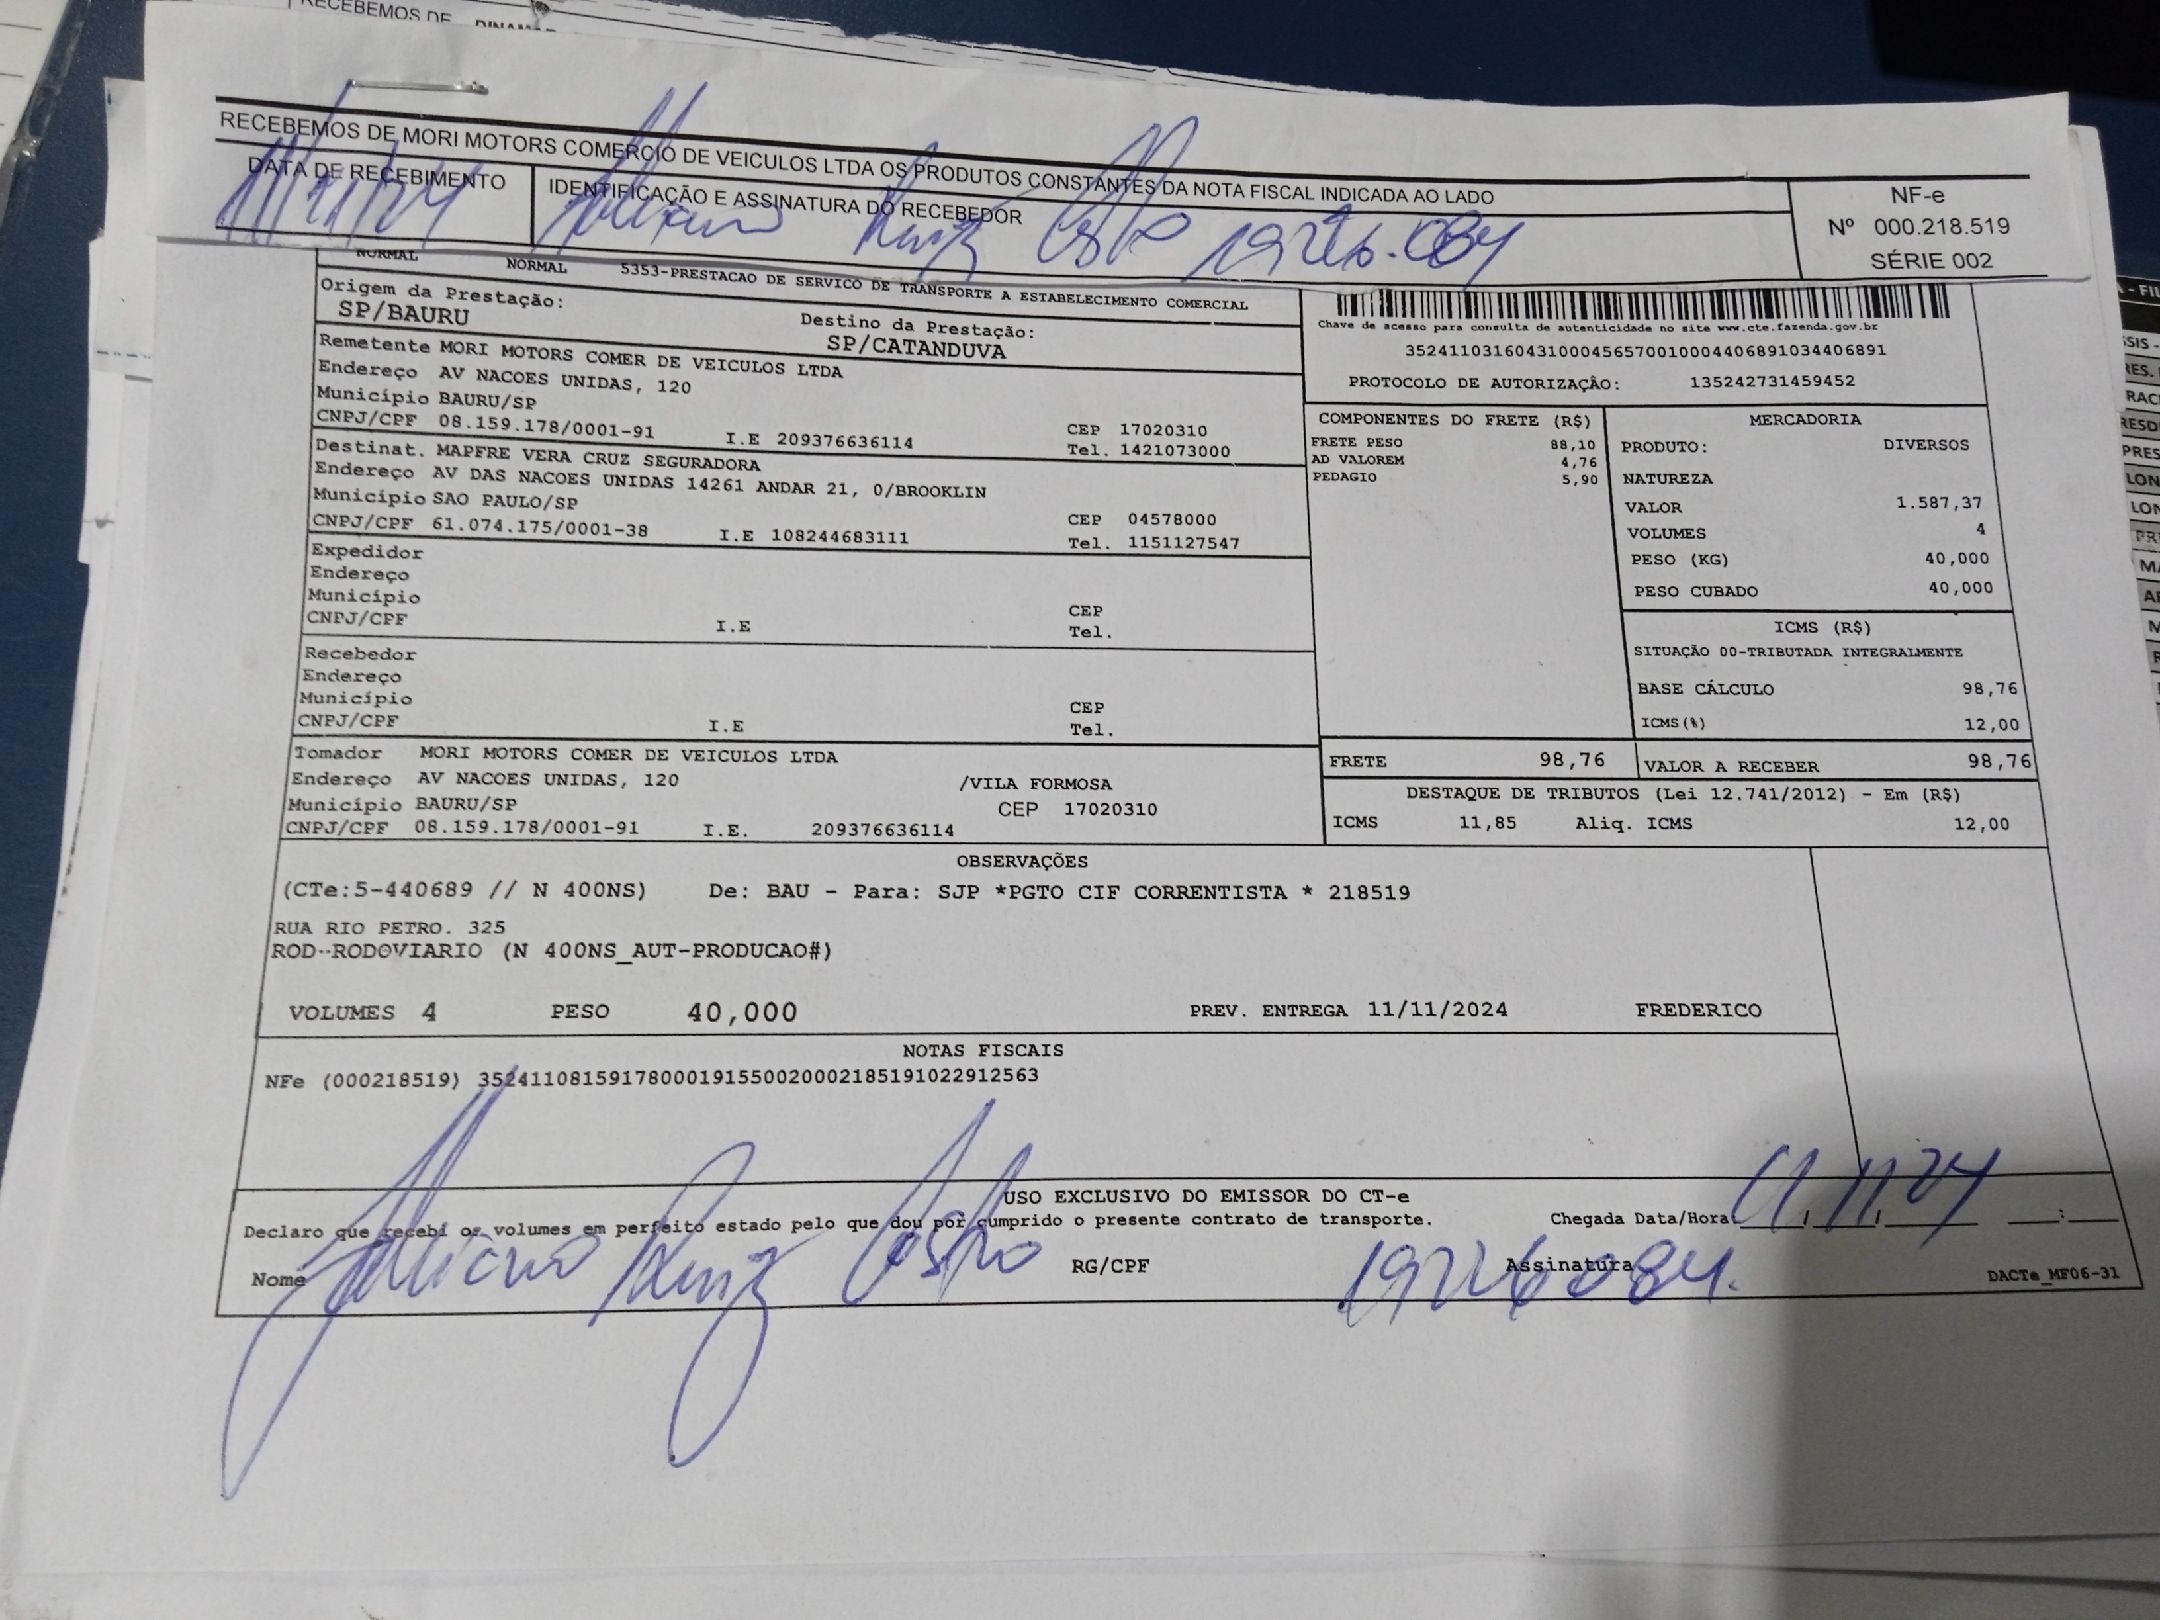 RECEBEMOS DE
RECEBEMOS DE MORI MOTORS COMERCIO DE VEICULOS LTDA OS PRODUTOS CONSTANTES DA NOTA FISCAL INDICADA AO LADO
DATA DE RECEBIMENTO
IDENTIFICAÇÃO E ASSINATURA DO RECEBEDOR
NF-e
Nº 000.218.519
SÉRIE 002
11/11/24
NORMAL NORMAL 5353-PRESTACAO DE SERVICO DE TRANSPORTE A ESTABELECIMENTO COMERCIAL
Origem da Prestação:
SP/BAURU
Destino da Prestação:
SP/CATANDUVA
Remetente MORI MOTORS COMER DE VEICULOS LTDA
Endereço AV NACOES UNIDAS, 120
Município BAURU/SP
CNPJ/CPF 08.159.178/0001-91 I.E 209376636114
CEP 17020310
Tel. 1421073000
Destinat. MAPFRE VERA CRUZ SEGURADORA
Endereço AV DAS NACOES UNIDAS 14261 ANDAR 21, 0/BROOKLIN
Município SAO PAULO/SP
CNPJ/CPF 61.074.175/0001-38 I.E 108244683111
CEP 04578000
Tel. 1151127547
Expedidor
Endereço
Município
CNPJ/CPF I.E
CEP
Tel.
Recebedor
Endereço
Município
CNPJ/CPF I.E
CEP
Tel.
Tomador MORI MOTORS COMER DE VEICULOS LTDA
Endereço AV NACOES UNIDAS, 120 /VILA FORMOSA
Município BAURU/SP CEP 17020310
CNPJ/CPF 08.159.178/0001-91 I.E. 209376636114
Chave de acesso para consulta de autenticidade no site www.cte.fazenda.gov.br
35241103160431000456570010004406891034406891
PROTOCOLO DE AUTORIZAÇÃO: 135242731459452
COMPONENTES DO FRETE (R$)
FRETE PESO 88,10
AD VALOREM 4,76
PEDAGIO 5,90
MERCADORIA
PRODUTO: DIVERSOS
NATUREZA
VALOR 1.587,37
VOLUMES 4
PESO (KG) 40,000
PESO CUBADO 40,000
ICMS (R$)
SITUAÇÃO 00-TRIBUTADA INTEGRALMENTE
BASE CÁLCULO 98,76
ICMS(%) 12,00
FRETE 98,76 VALOR A RECEBER 98,76
DESTAQUE DE TRIBUTOS (Lei 12.741/2012) - Em (R$)
ICMS 11,85 Aliq. ICMS 12,00
OBSERVAÇÕES
(CTe:5-440689 // N 400NS) De: BAU - Para: SJP *PGTO CIF CORRENTISTA * 218519
RUA RIO PETRO. 325
ROD--RODOVIARIO (N 400NS_AUT-PRODUCAO#)
VOLUMES 4 PESO 40,000 PREV. ENTREGA 11/11/2024 FREDERICO
NOTAS FISCAIS
NFe (000218519) 35241108159178000191550020002185191022912563
USO EXCLUSIVO DO EMISSOR DO CT-e
Declaro que recebi os volumes em perfeito estado pelo que dou por cumprido o presente contrato de transporte.
Chegada Data/Hora: 11/11/24
Nome RG/CPF Assinatura
DACTe_MF06-31